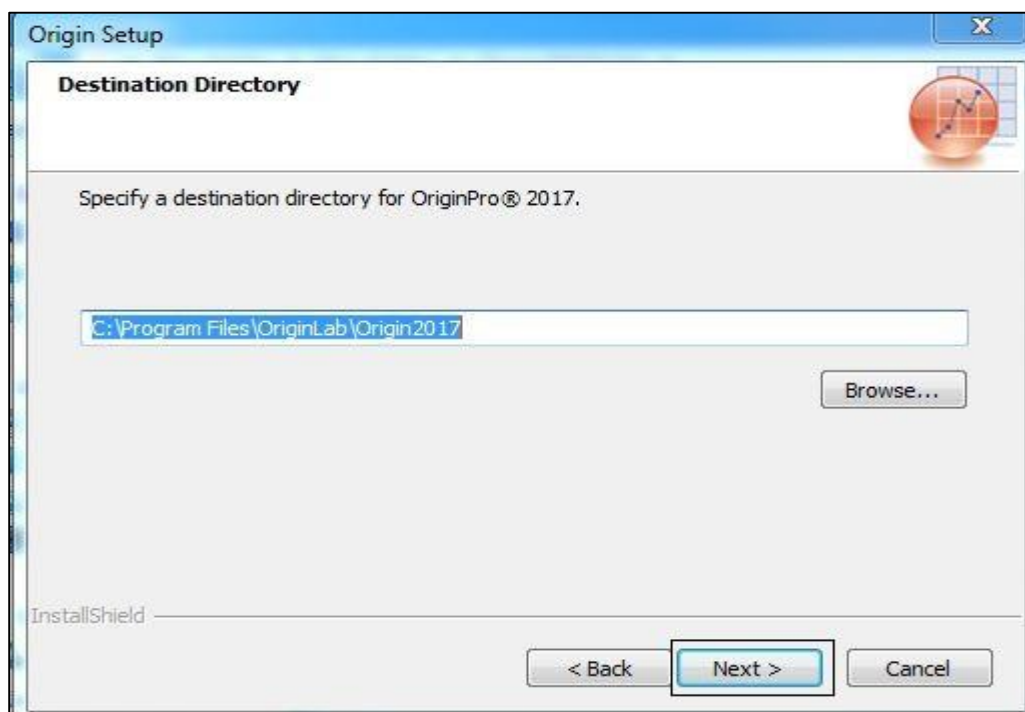 Origin Setup
Destination Directory
Specify a destination directory for OriginPro® 2017.
C:\Program Files\OriginLab\Origin2017
Browse...
InstallShield
< Back Next > Cancel